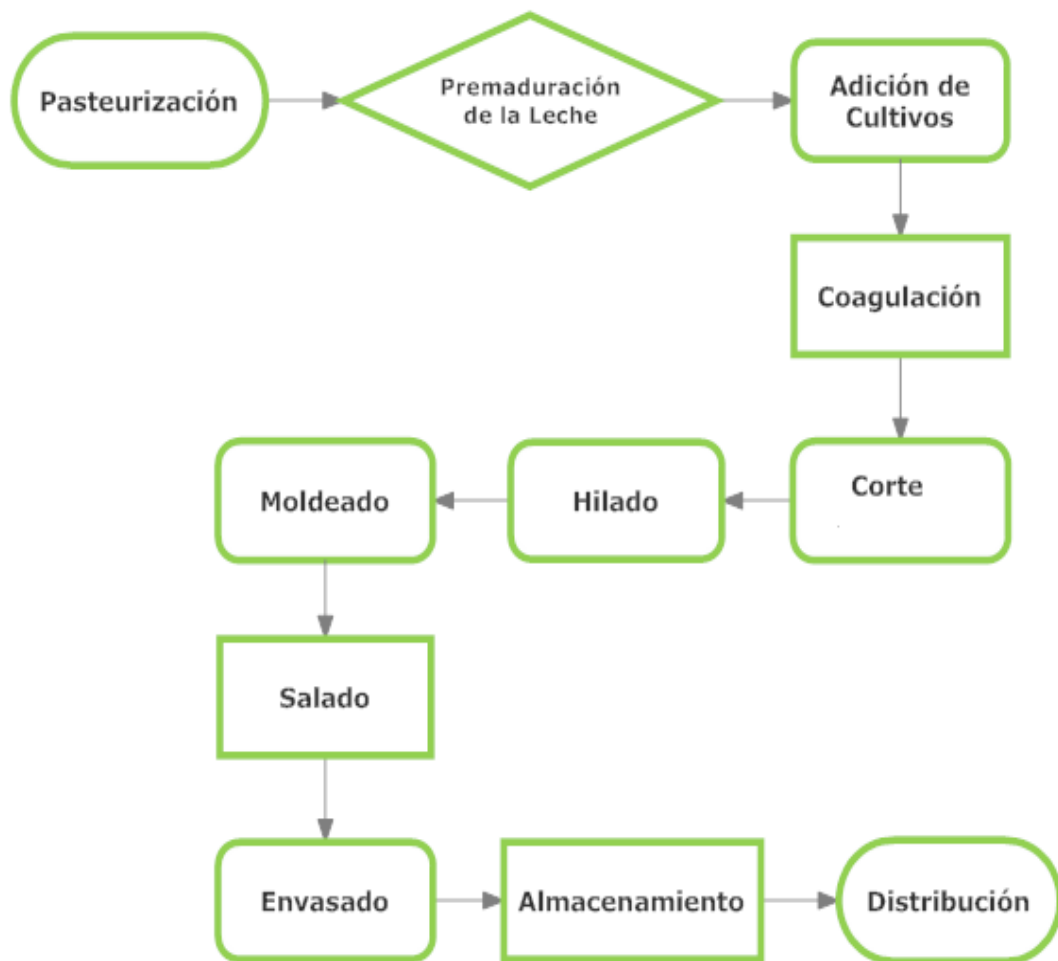 Pasteurización
Premaduración
de la Leche
Adición de
Cultivos
Coagulación
Corte
Hilado
Moldeado
Salado
Envasado
Almacenamiento
Distribución